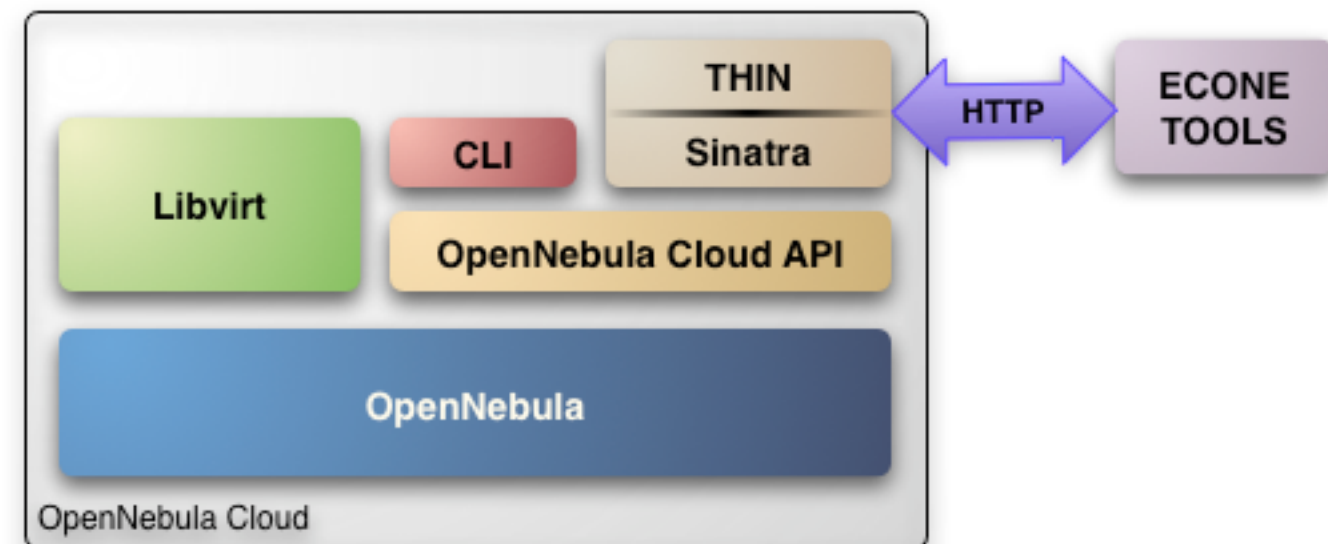 THIN
Sinatra
HTTP
ECONE
TOOLS
CLI
Libvirt
OpenNebula Cloud API
OpenNebula
OpenNebula Cloud